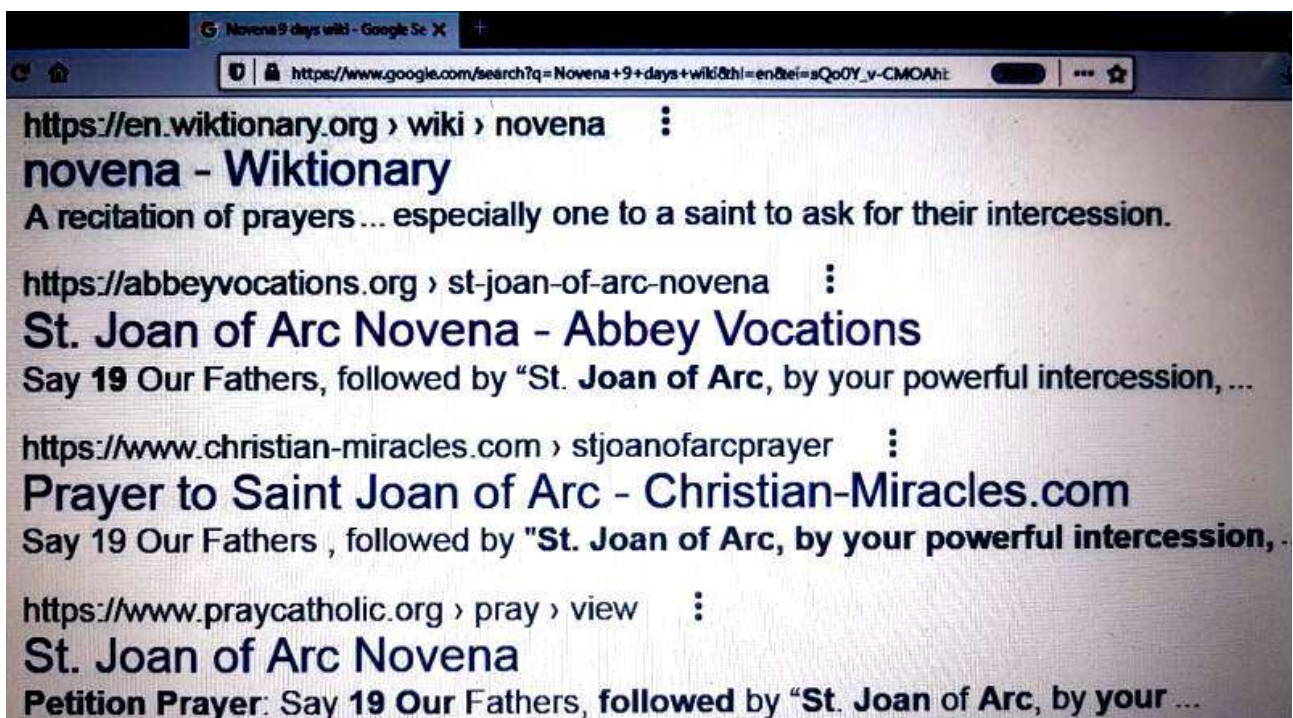 Novena 9 days wiki - Google Se
https://www.google.com/search?q=Novena+9+days+wiki&hl=en&ei=sQo0Y_v-CMOAhb
https://en.wiktionary.org › wiki › novena
novena - Wiktionary
A recitation of prayers... especially one to a saint to ask for their intercession.
https://abbeyvocations.org › st-joan-of-arc-novena
St. Joan of Arc Novena - Abbey Vocations
Say 19 Our Fathers, followed by “St. Joan of Arc, by your powerful intercession, ...
https://www.christian-miracles.com › stjoanofarcprayer
Prayer to Saint Joan of Arc - Christian-Miracles.com
Say 19 Our Fathers , followed by "St. Joan of Arc, by your powerful intercession, ..
https://www.praycatholic.org › pray › view
St. Joan of Arc Novena
Petition Prayer: Say 19 Our Fathers, followed by “St. Joan of Arc, by your ...